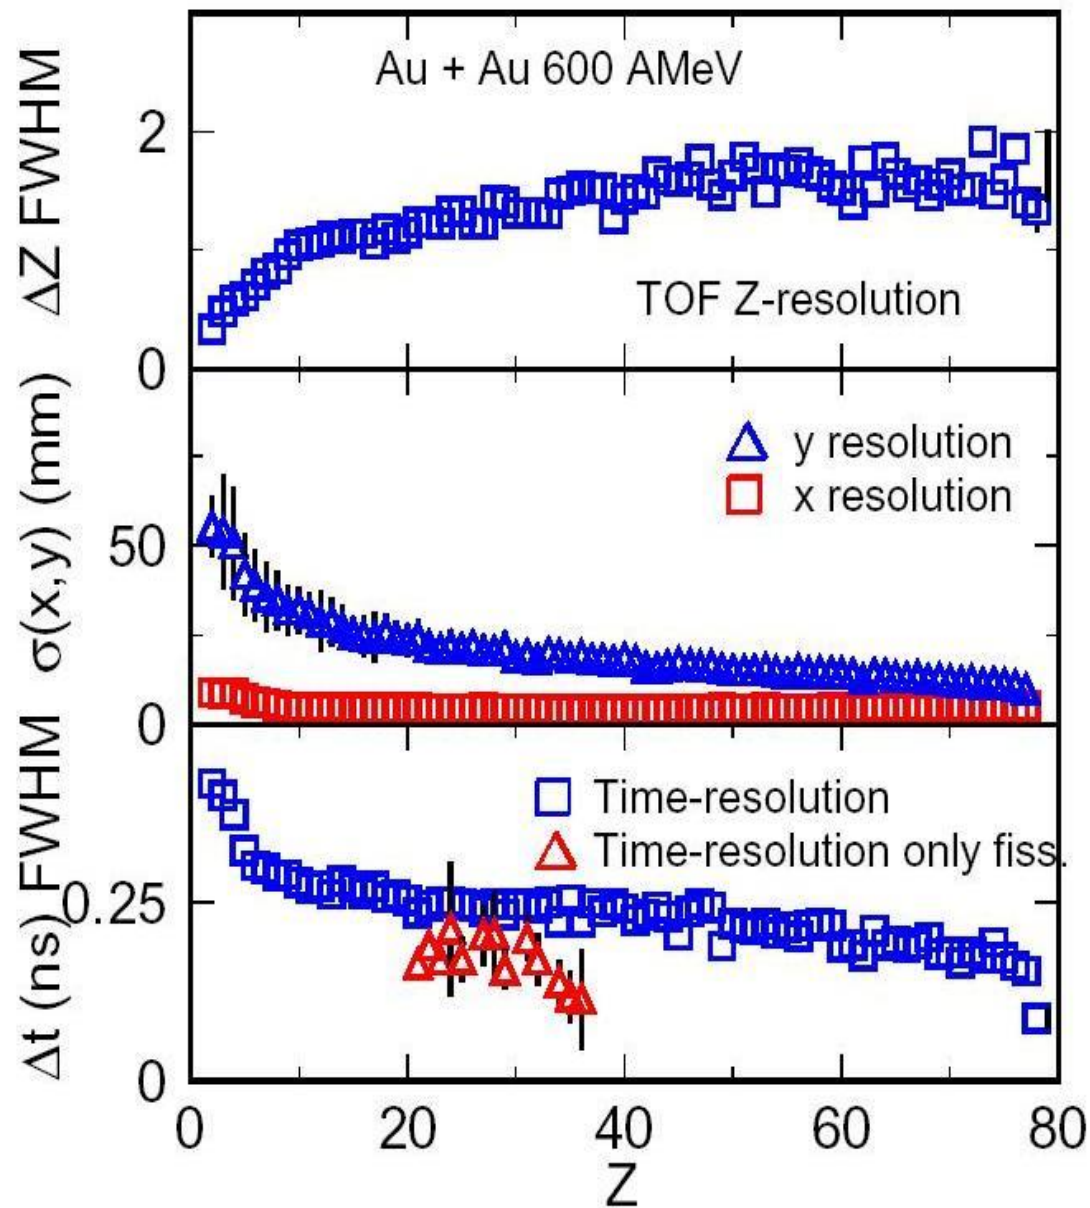 Au + Au 600 AMeV
ΔZ FWHM
2
0
TOF Z-resolution
σ(x,y) (mm)
50
0
y resolution
x resolution
Δt (ns) FWHM
0.25
0
Time-resolution
Time-resolution only fiss.
0 20 40 60 80
Z